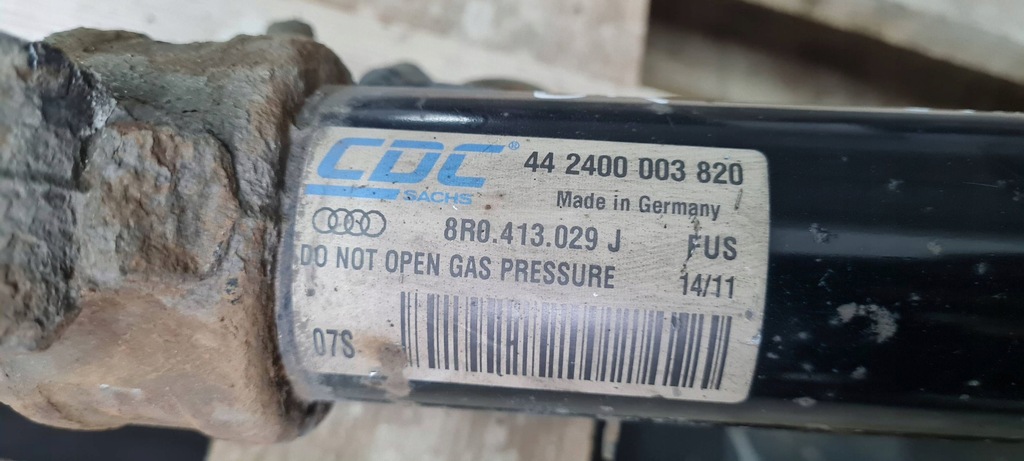 CDC® 44 2400 003 820
SACHS Made in Germany
8R0.413.029 J FUS
DO NOT OPEN GAS PRESSURE 14/11
07S